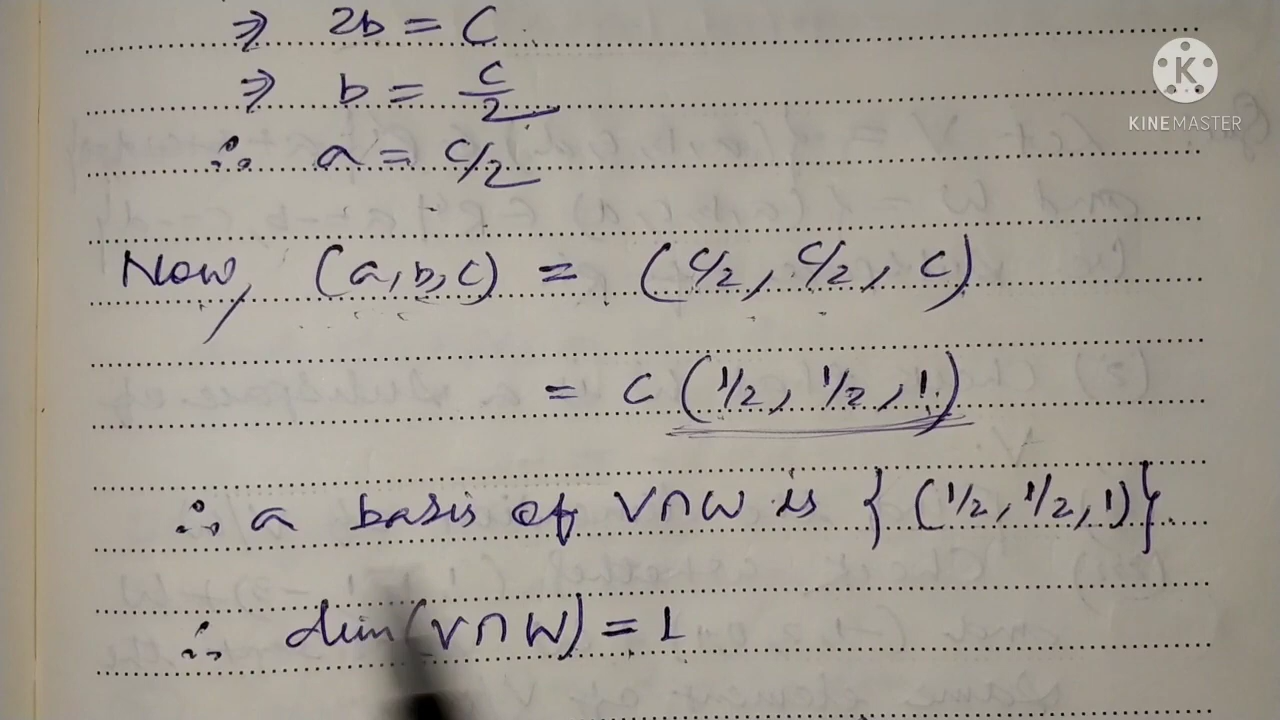 ⇒ 2b = C
⇒ b = c/2
∴ a = c/2
K
KINEMASTER
Now, (a,b,c) = (c/2, c/2, c)
= c (1/2, 1/2, 1)
∴ a basis of V∩W is {(1/2, 1/2, 1)}
∴ dim(V∩W) = 1